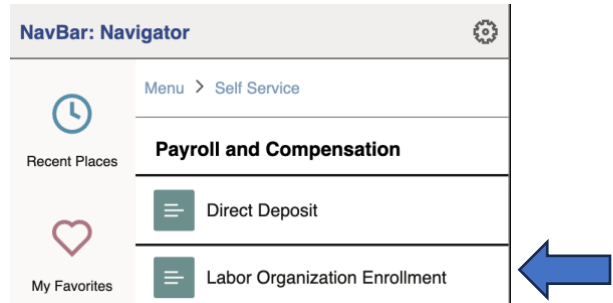 NavBar: Navigator
Menu > Self Service
Recent Places
Payroll and Compensation
Direct Deposit
My Favorites
Labor Organization Enrollment